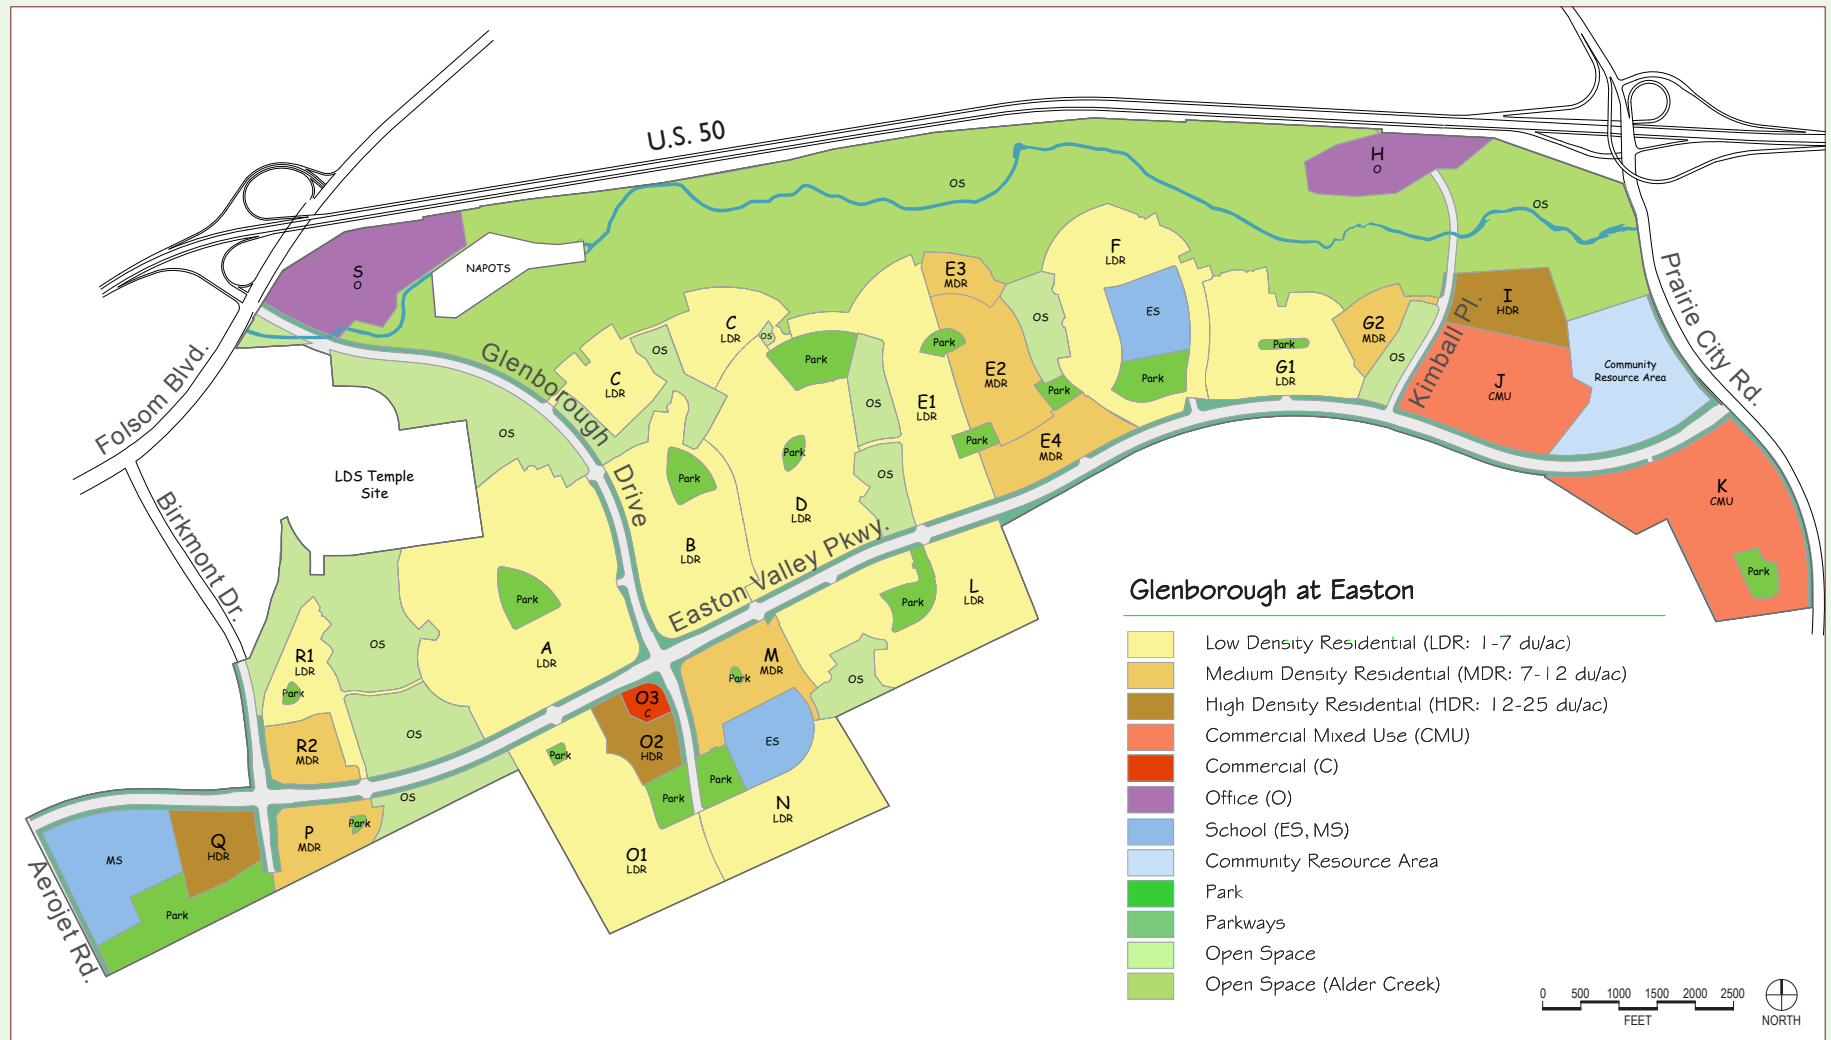 U.S. 50
H
O
OS
OS
S
O
NAPOTS
F
LDR
E3
MDR
I
HDR
ES
C
LDR
OS
OS
G2
MDR
Park
Park
OS
OS
Park
G1
LDR
E2
MDR
Community
Resource Area
C
LDR
Park
Park
J
CMU
OS
E1
LDR
OS
Park
E4
MDR
Park
OS
Park
K
CMU
D
LDR
LDS Temple
Site
B
LDR
Park
Park
Park
L
LDR
A
LDR
OS
R1
LDR
Park
M
MDR
Park
OS
O3
C
OS
R2
MDR
O2
HDR
ES
Park
Park
Park
OS
N
LDR
P
MDR
Park
Q
HDR
MS
O1
LDR
Park
Folsom Blvd.
Birkmont Dr.
Aerojet Rd.
Glenborough
Drive
Easton Valley Pkwy.
Kimball Pl.
Prairie City Rd.
Glenborough at Easton
Low Density Residential (LDR: 1-7 du/ac)
Medium Density Residential (MDR: 7-12 du/ac)
High Density Residential (HDR: 12-25 du/ac)
Commercial Mixed Use (CMU)
Commercial (C)
Office (O)
School (ES, MS)
Community Resource Area
Park
Parkways
Open Space
Open Space (Alder Creek)
0 500 1000 1500 2000 2500
FEET
NORTH